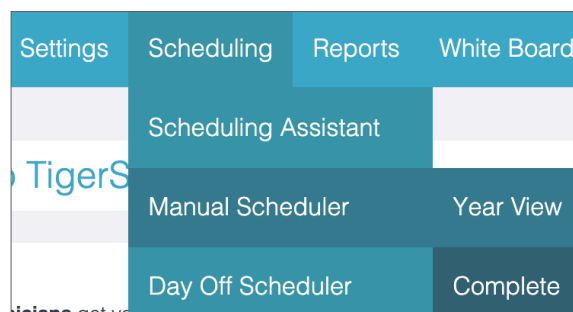 Settings Scheduling Reports White Board
Scheduling Assistant
TigerS
Manual Scheduler Year View
Day Off Scheduler Complete